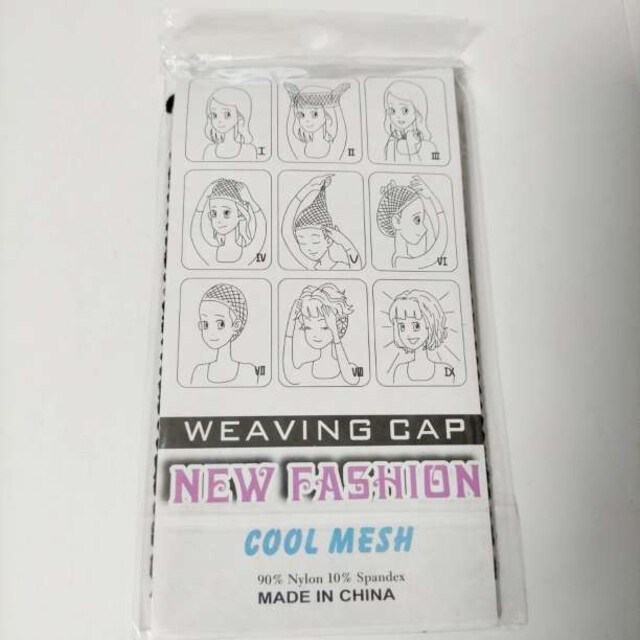 I
II
III
IV
V
VI
VII
VIII
IX
WEAVING CAP
NEW FASHION
COOL MESH
90% Nylon 10% Spandex
MADE IN CHINA